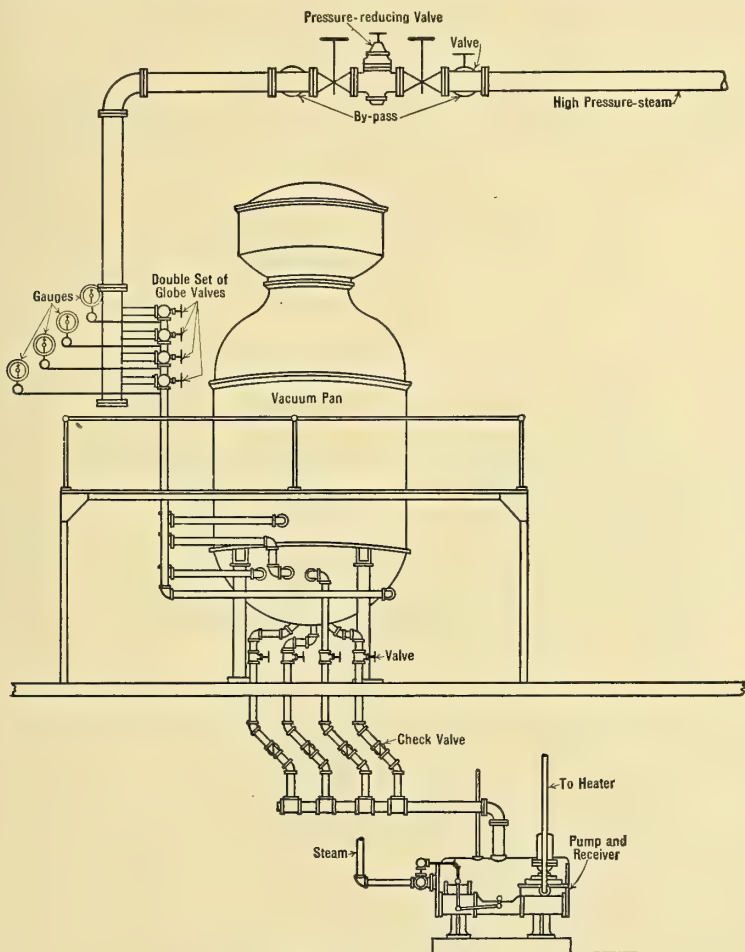 Pressure-reducing Valve
Valve
By-pass
High Pressure-steam
Double Set of
Globe Valves
Gauges
Vacuum Pan
Valve
Check Valve
To Heater
Steam
Pump and
Receiver